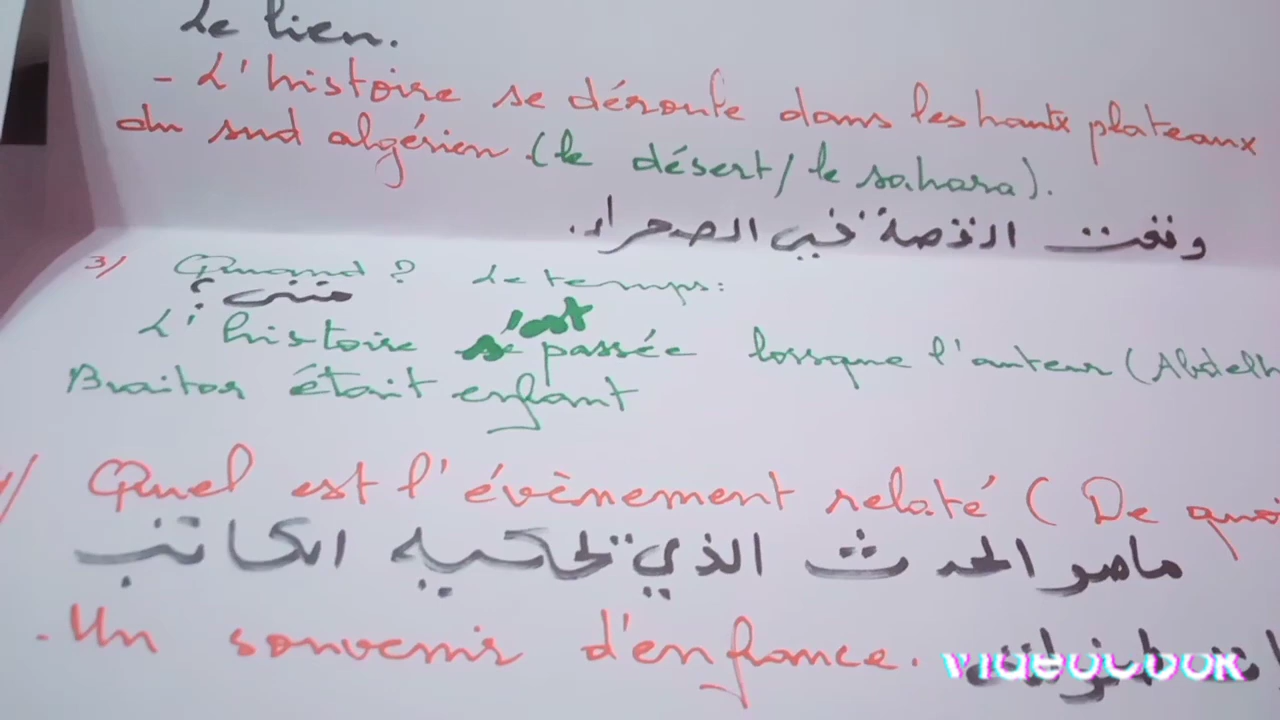 Le lien.
- L'histoire se déroule dans les hauts plateaux
du sud algérien (le désert/le sahara).
وقعت القصة في الصحراء.
3/ Quand ? Le temps:
متى ؟
L'histoire s'est passée lorsque l'auteur (Abdelh
Braitor était enfant
/ Quel est l'évènement relaté ( De quoi
ماهو الحدث الذي يحكيه الكاتب
- Un souvenir d'enfance.
VIDEOLOOK